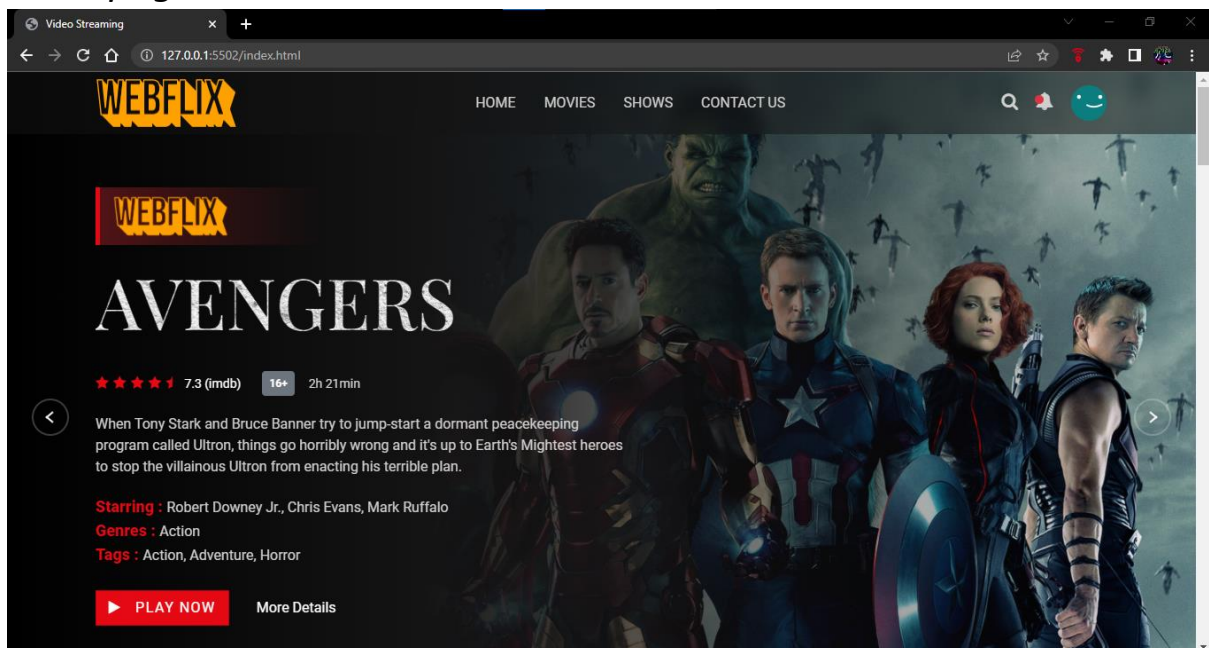 Video Streaming
127.0.0.1:5502/index.html
WEBFLIX
HOME MOVIES SHOWS CONTACT US
WEBFLIX
AVENGERS
7.3 (imdb) 16+ 2h 21min
When Tony Stark and Bruce Banner try to jump-start a dormant peacekeeping
program called Ultron, things go horribly wrong and it's up to Earth's Mightest heroes
to stop the villainous Ultron from enacting his terrible plan.
Starring : Robert Downey Jr., Chris Evans, Mark Ruffalo
Genres : Action
Tags : Action, Adventure, Horror
PLAY NOW More Details